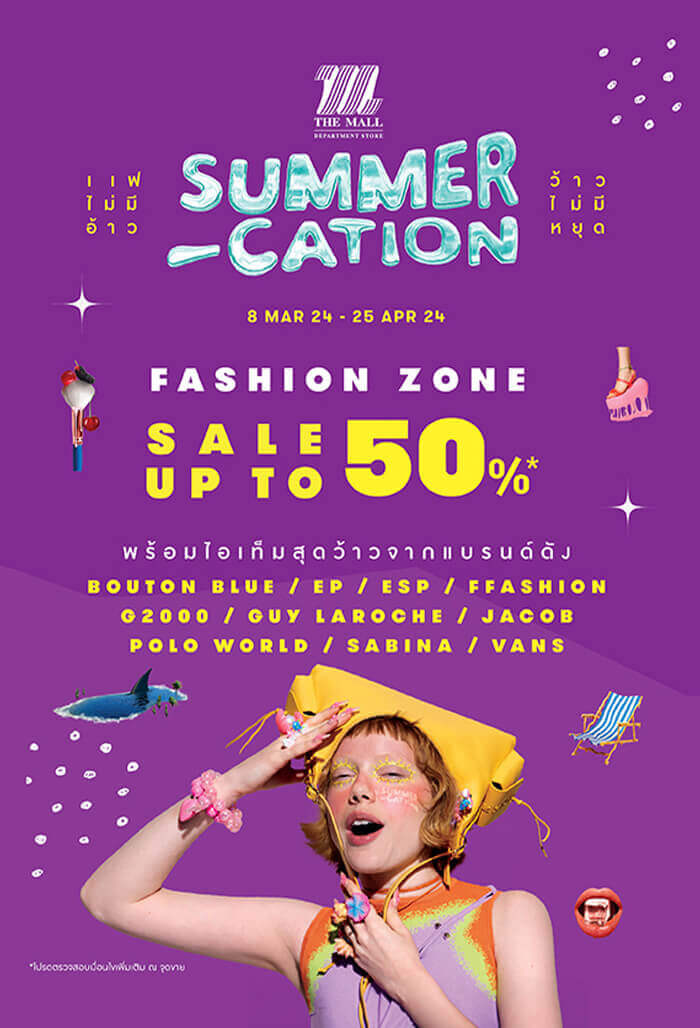 THE MALL
DEPARTMENT STORE
แฟ
ไม่มี
อ้าว
SUMMER
-CATION
ว้าว
ไม่มี
หยุด
8 MAR 24 - 25 APR 24
FASHION ZONE
SALE
UP TO 50%*
พร้อมไอเท็มสุดว้าวจากแบรนด์ดัง
BOUTON BLUE / EP / ESP / FFASHION
G2000 / GUY LAROCHE / JACOB
POLO WORLD / SABINA / VANS
SUMMER
*โปรดตรวจสอบเงื่อนไขเพิ่มเติม ณ จุดขาย